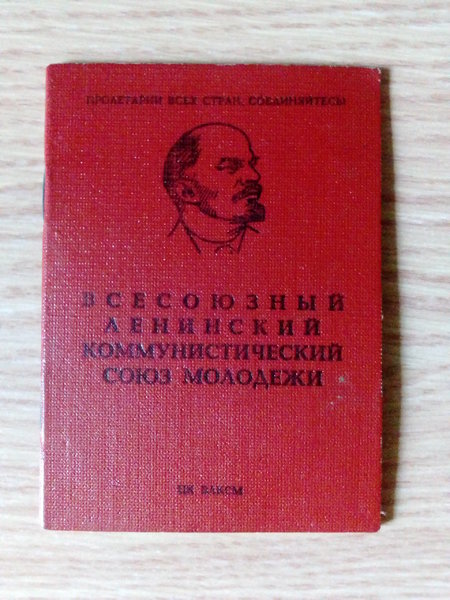 ПРОЛЕТАРИИ ВСЕХ СТРАН, СОЕДИНЯЙТЕСЬ!
ВСЕСОЮЗНЫЙ
ЛЕНИНСКИЙ
КОММУНИСТИЧЕСКИЙ
СОЮЗ МОЛОДЕЖИ
ЦК ВЛКСМ